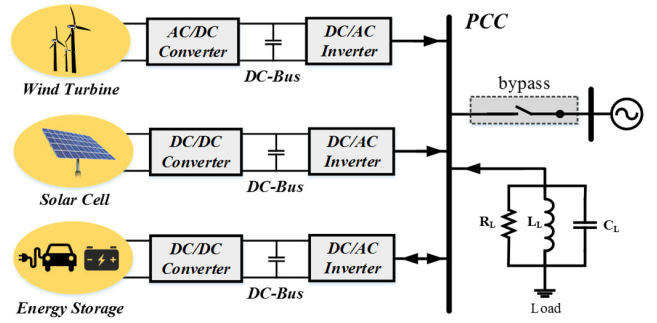 AC/DC
Converter
DC/AC
Inverter
DC-Bus
Wind Turbine
PCC
bypass
DC/DC
Converter
DC/AC
Inverter
DC-Bus
Solar Cell
R_L
L_L
C_L
DC/DC
Converter
DC/AC
Inverter
DC-Bus
Energy Storage
Load